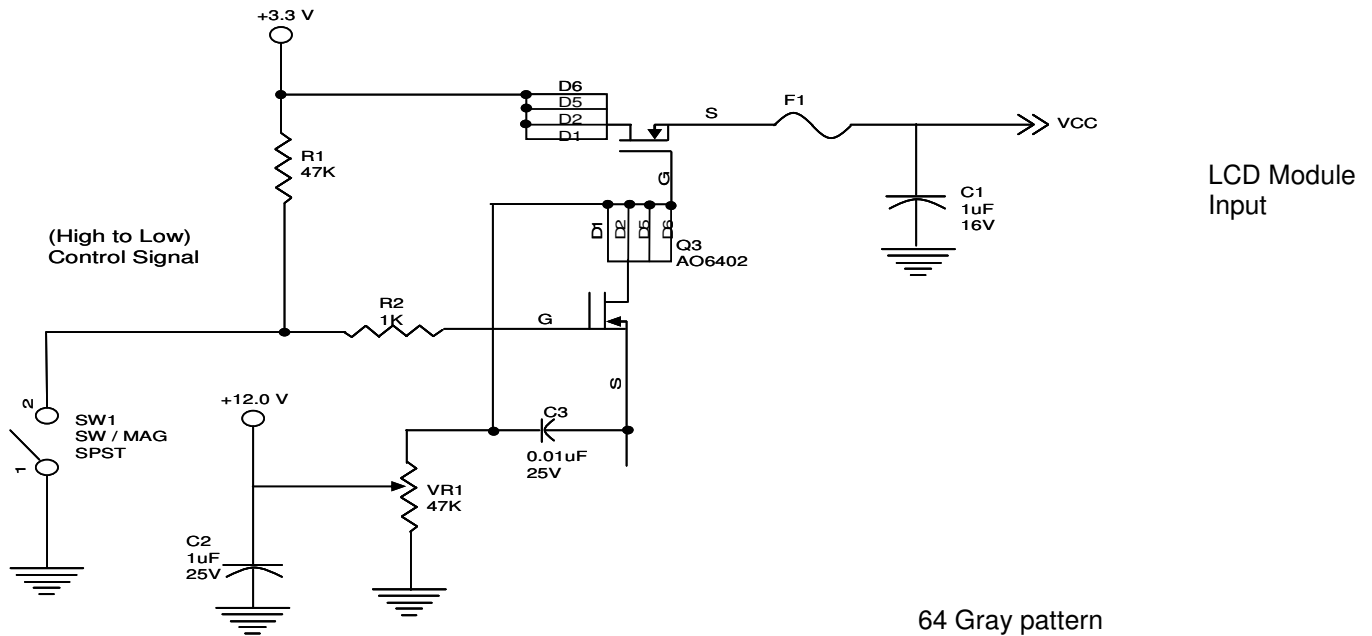 +3.3 V
D6
D5
D2
D1
S
F1
VCC
R1
47K
G
C1
1uF
16V
LCD Module
Input
D1
D2
D5
D6
Q3
AO6402
(High to Low)
Control Signal
R2
1K
G
S
+12.0 V
2
SW1
SW / MAG
SPST
1
C3
0.01uF
25V
VR1
47K
C2
1uF
25V
64 Gray pattern